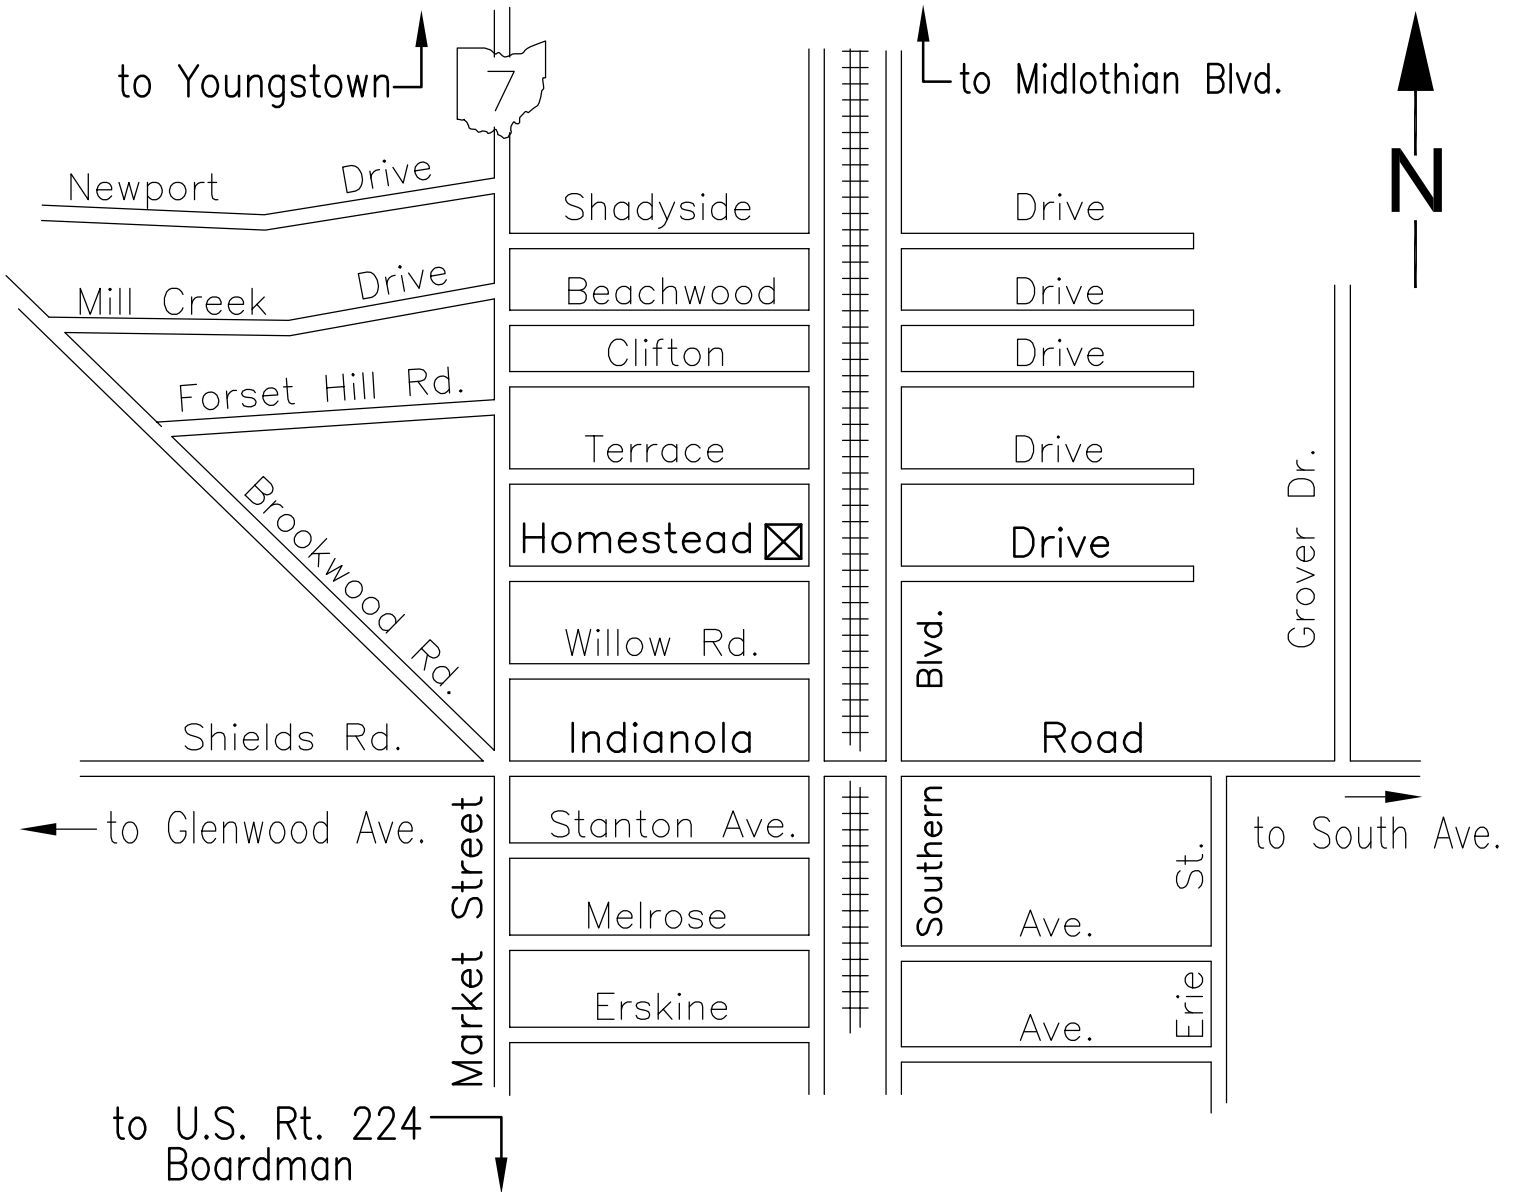 to Youngstown
7
to Midlothian Blvd.
N
Newport Drive
Shadyside Drive
Mill Creek Drive
Beachwood Drive
Clifton Drive
Forset Hill Rd.
Terrace Drive
Homestead Drive
Brookwood Rd.
Grover Dr.
Willow Rd.
Shields Rd.
Indianola Road
Southern Blvd.
to Glenwood Ave.
Market Street
Stanton Ave.
to South Ave.
Melrose Ave.
Erie St.
Erskine Ave.
to U.S. Rt. 224
Boardman